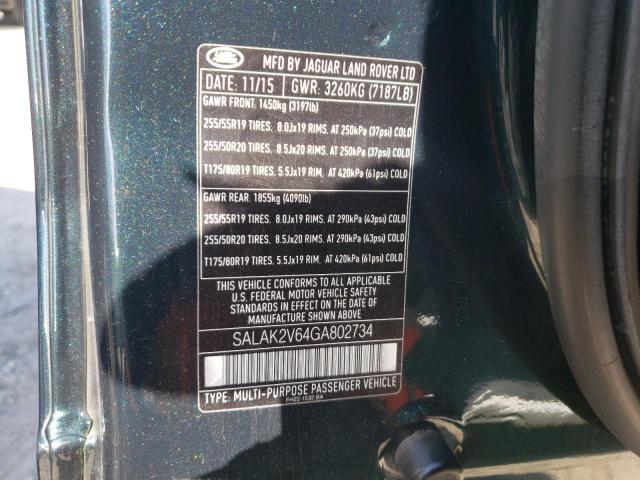 LAND ROVER
MFD BY JAGUAR LAND ROVER LTD
DATE: 11/15 GWR: 3260KG (7187LB)
GAWR FRONT: 1450kg (3197lb)
255/55R19 TIRES. 8.0Jx19 RIMS. AT 250kPa (37psi) COLD
255/50R20 TIRES. 8.5Jx20 RIMS. AT 250kPa (37psi) COLD
T175/80R19 TIRES. 5.5Jx19 RIM. AT 420kPa (61psi) COLD
GAWR REAR: 1855kg (4090lb)
255/55R19 TIRES. 8.0Jx19 RIMS. AT 290kPa (43psi) COLD
255/50R20 TIRES. 8.5Jx20 RIMS. AT 290kPa (43psi) COLD
T175/80R19 TIRES. 5.5Jx19 RIM. AT 420kPa (61psi) COLD
THIS VEHICLE CONFORMS TO ALL APPLICABLE
U.S. FEDERAL MOTOR VEHICLE SAFETY
STANDARDS IN EFFECT ON THE DATE OF
MANUFACTURE SHOWN ABOVE
SALAK2V64GA802734
TYPE: MULTI-PURPOSE PASSENGER VEHICLE
FH22-1532-BA